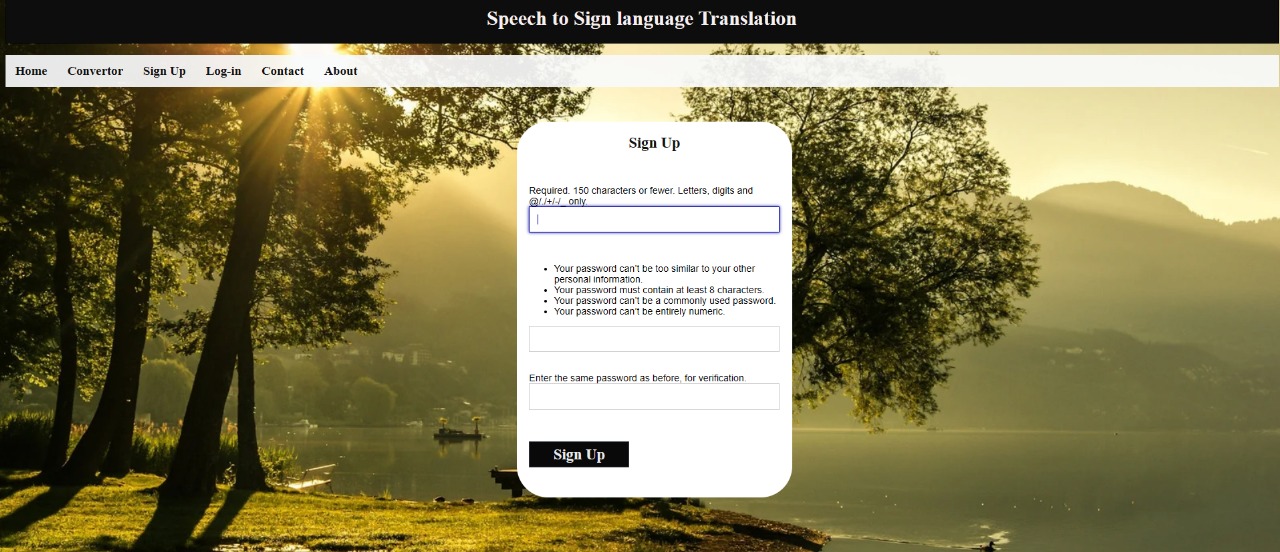 Speech to Sign language Translation
Home Convertor Sign Up Log-in Contact About
Sign Up
Required. 150 characters or fewer. Letters, digits and
@/./+/-/_ only.
• Your password can't be too similar to your other
personal information.
• Your password must contain at least 8 characters.
• Your password can't be a commonly used password.
• Your password can't be entirely numeric.
Enter the same password as before, for verification.
Sign Up